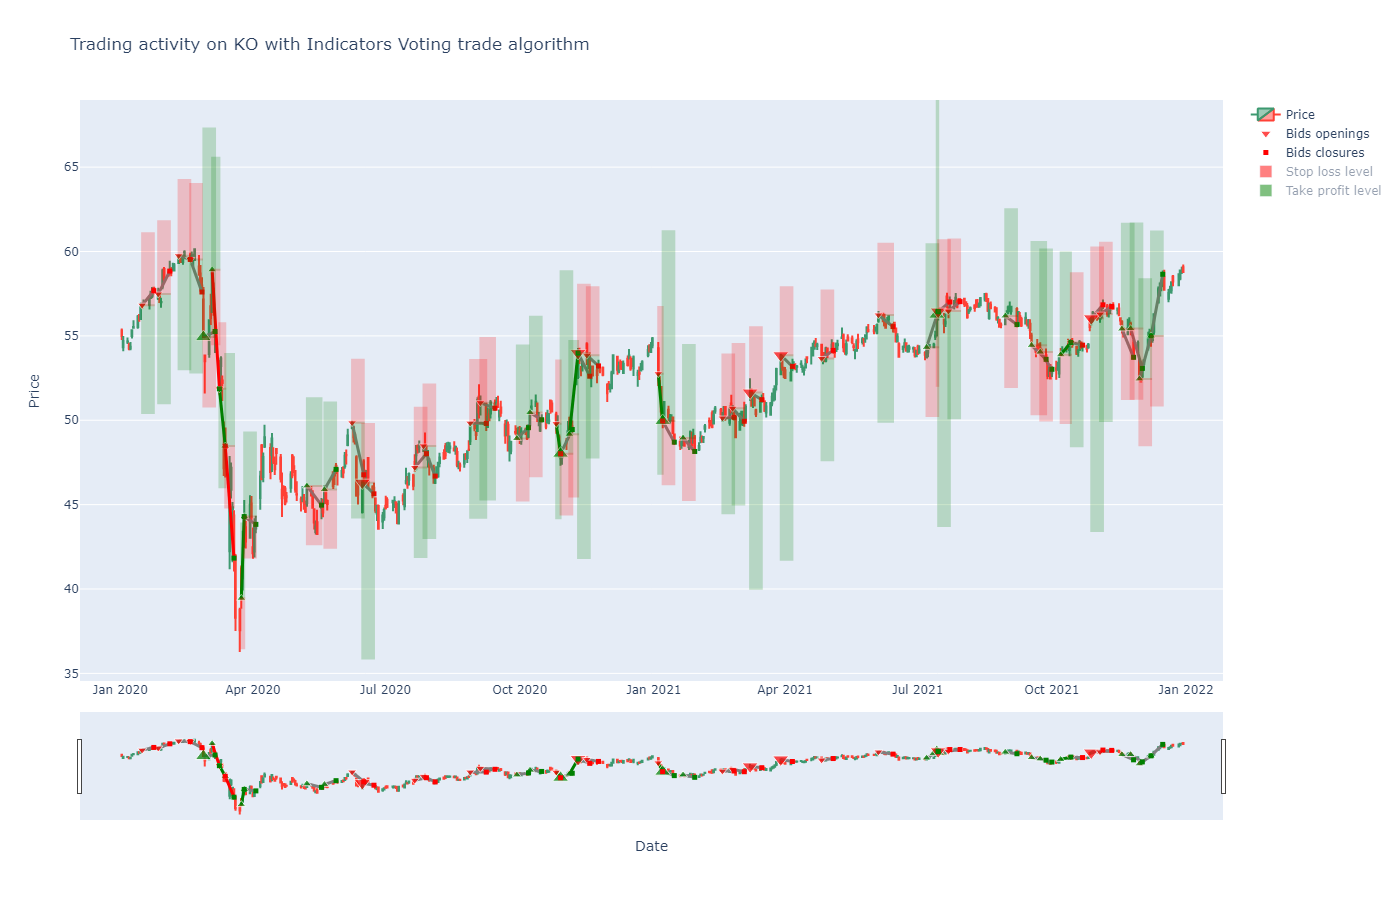 Trading activity on KO with Indicators Voting trade algorithm
Price
Bids openings
Bids closures
Stop loss level
Take profit level
65
60
55
50
45
40
35
Price
Jan 2020
Apr 2020
Jul 2020
Oct 2020
Jan 2021
Apr 2021
Jul 2021
Oct 2021
Jan 2022
Date